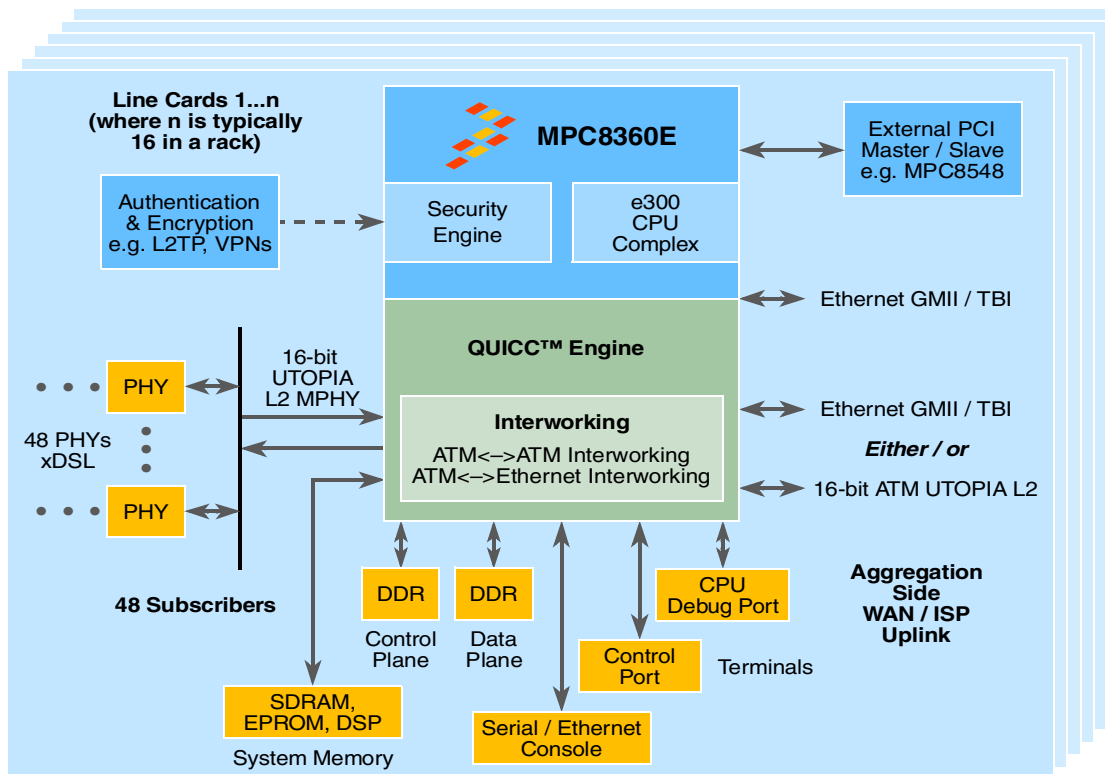 Line Cards 1...n
(where n is typically
16 in a rack)
MPC8360E
External PCI
Master / Slave
e.g. MPC8548
Authentication
& Encryption
e.g. L2TP, VPNs
Security
Engine
e300
CPU
Complex
Ethernet GMII / TBI
QUICC™ Engine
16-bit
UTOPIA
L2 MPHY
PHY
48 PHYs
xDSL
PHY
Interworking
ATM<–>ATM Interworking
ATM<->Ethernet Interworking
Ethernet GMII / TBI
Either / or
16-bit ATM UTOPIA L2
48 Subscribers
DDR
Control
Plane
DDR
Data
Plane
CPU
Debug Port
Aggregation
Side
WAN / ISP
Uplink
Control
Port
Terminals
SDRAM,
EPROM, DSP
System Memory
Serial / Ethernet
Console